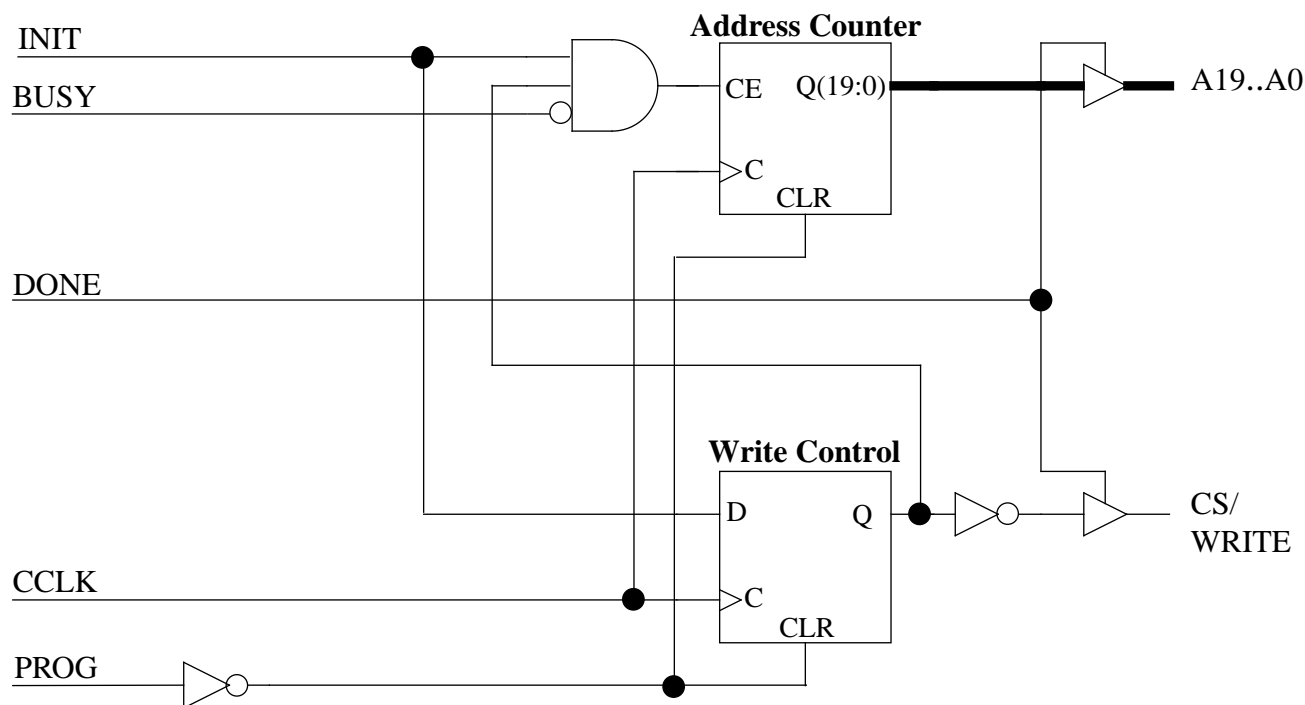 Address Counter
INIT
BUSY
CE
Q(19:0)
A19..A0
C
CLR
DONE
Write Control
D
Q
CS/
WRITE
CCLK
C
CLR
PROG